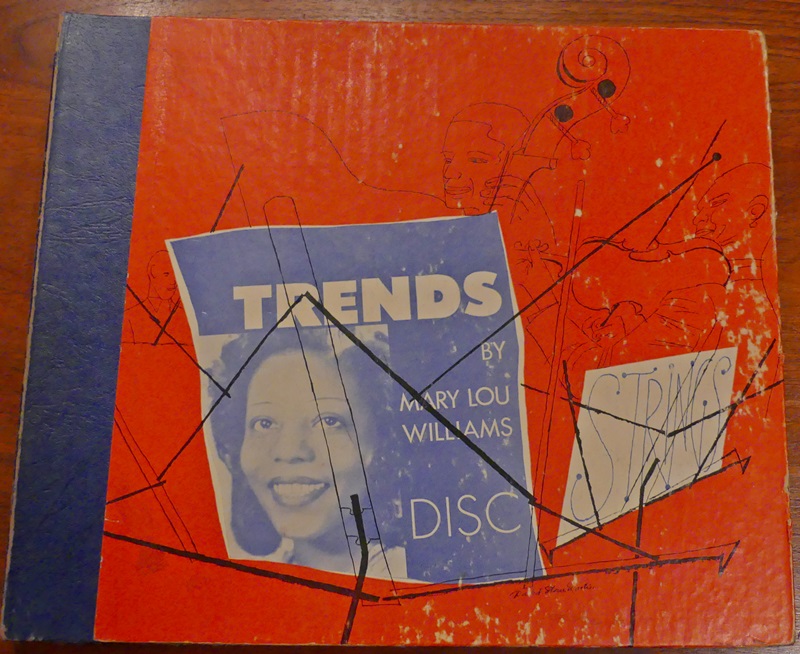 TRENDS
BY
MARY LOU
WILLIAMS
DISC
STRINGS